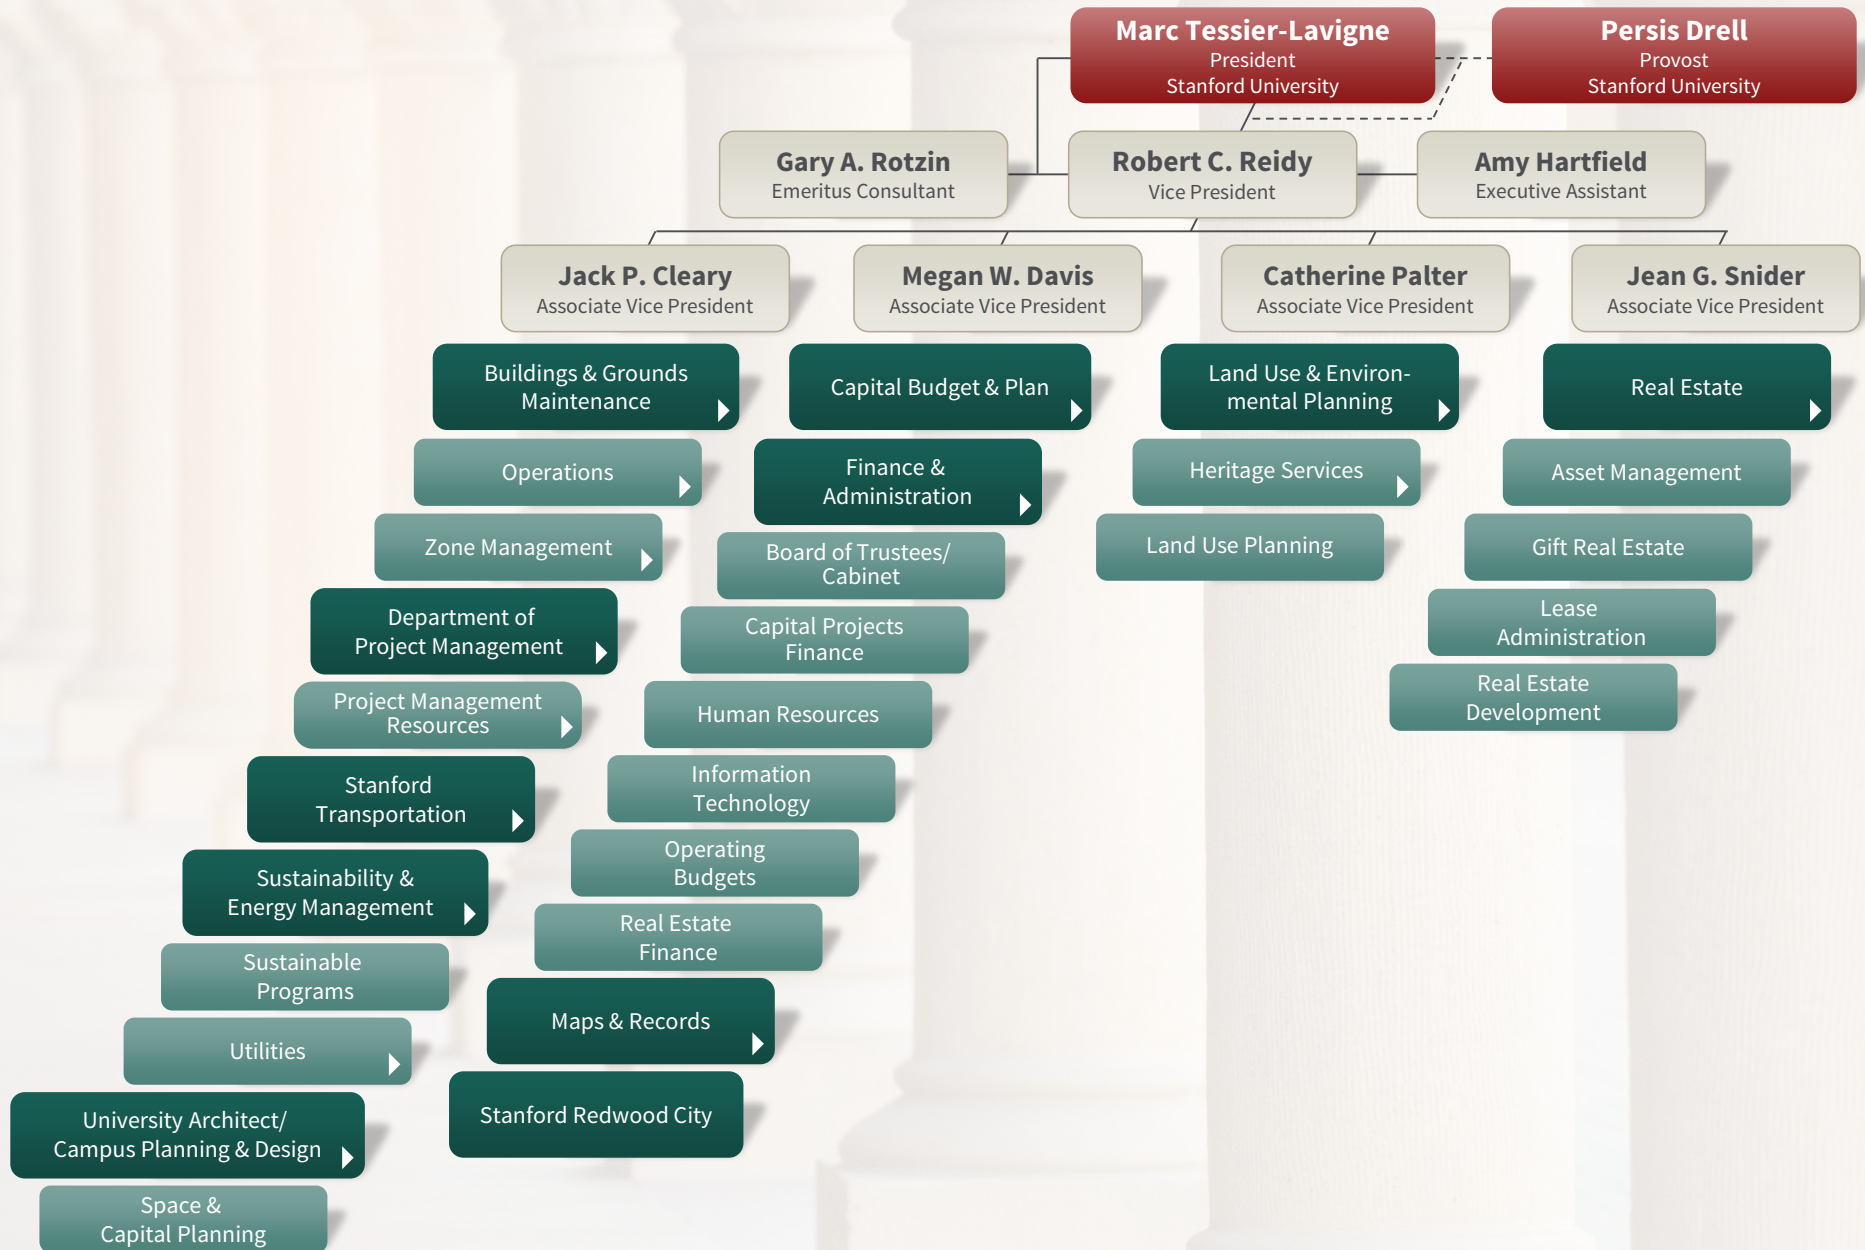 Marc Tessier-Lavigne
President
Stanford University
Persis Drell
Provost
Stanford University
Gary A. Rotzin
Emeritus Consultant
Robert C. Reidy
Vice President
Amy Hartfield
Executive Assistant
Jack P. Cleary
Associate Vice President
Megan W. Davis
Associate Vice President
Catherine Palter
Associate Vice President
Jean G. Snider
Associate Vice President
Buildings & Grounds
Maintenance
Operations
Zone Management
Department of
Project Management
Project Management
Resources
Stanford
Transportation
Sustainability &
Energy Management
Sustainable
Programs
Utilities
University Architect/
Campus Planning & Design
Space &
Capital Planning
Capital Budget & Plan
Finance &
Administration
Board of Trustees/
Cabinet
Capital Projects
Finance
Human Resources
Information
Technology
Operating
Budgets
Real Estate
Finance
Maps & Records
Stanford Redwood City
Land Use & Environ-
mental Planning
Heritage Services
Land Use Planning
Real Estate
Asset Management
Gift Real Estate
Lease
Administration
Real Estate
Development